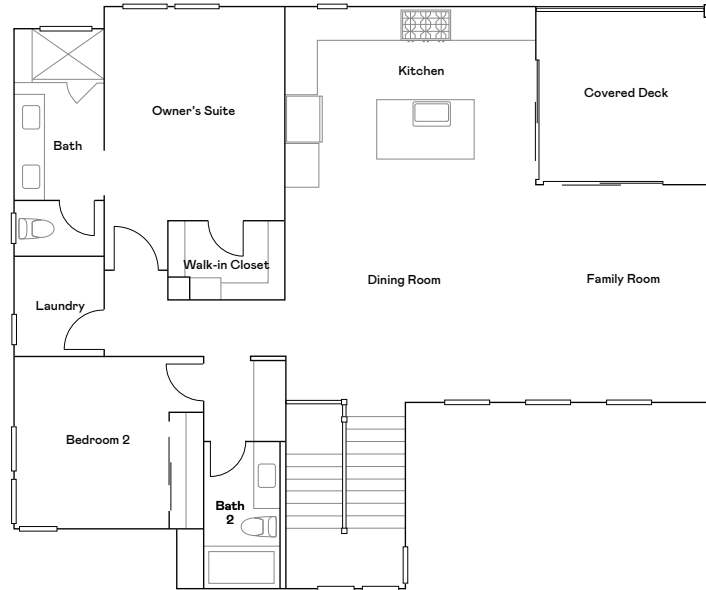 Kitchen
Covered Deck
Owner's Suite
Bath
Walk-in Closet
Dining Room
Family Room
Laundry
Bedroom 2
Bath
2